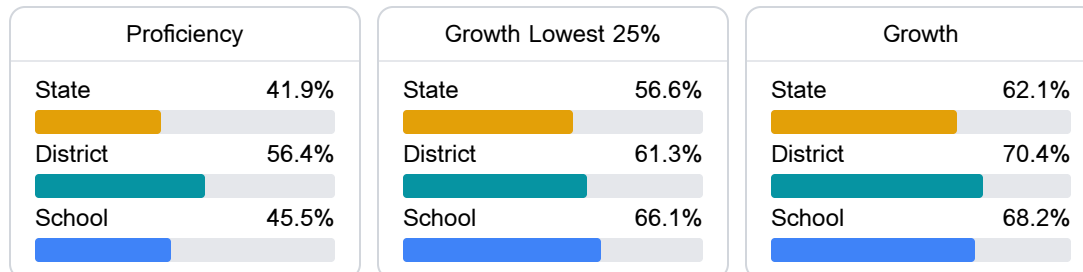 Proficiency
State 41.9%
District 56.4%
School 45.5%
Growth Lowest 25%
State 56.6%
District 61.3%
School 66.1%
Growth
State 62.1%
District 70.4%
School 68.2%